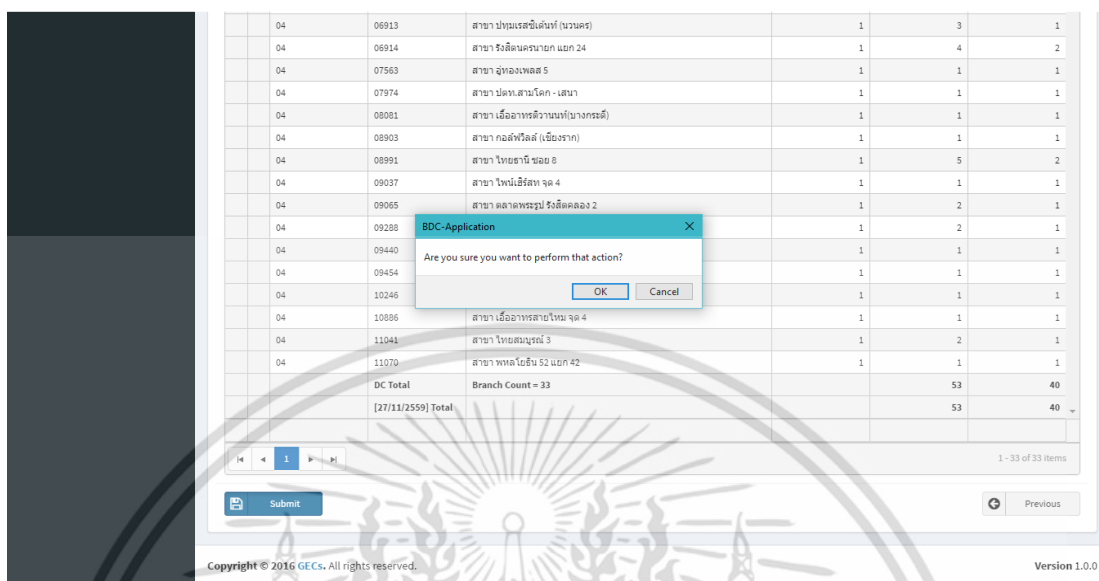 04 06913 สาขา ปทุมเรสซิเด้นท์ (นวนคร) 1 3 1
04 06914 สาขา รังสิตนครนายก แยก 24 1 4 2
04 07563 สาขา อู่ทองเพลส 5 1 1 1
04 07974 สาขา ปตท.สามโคก - เสนา 1 1 1
04 08081 สาขา เอื้ออาทรติวานนท์(บางกระดี่) 1 1 1
04 08903 สาขา กอล์ฟวิลล์ (เชียงราก) 1 1 1
04 08991 สาขา ไทยธานี ซอย 8 1 5 2
04 09037 สาขา ไพน์เฮิร์สท จุด 4 1 1 1
04 09065 สาขา ตลาดพระรูป รังสิตคลอง 2 1 2 1
04 09288 1 2 1
04 09440 1 1 1
04 09454 1 1 1
04 10246 1 1 1
BDC-Application
Are you sure you want to perform that action?
OK Cancel
04 10886 สาขา เอื้ออาทรสายไหม จุด 4 1 1 1
04 11041 สาขา ไทยสมบูรณ์ 3 1 2 1
04 11070 สาขา พหลโยธิน 52 แยก 42 1 1 1
DC Total Branch Count = 33 53 40
[27/11/2559] Total 53 40
1 1 - 33 of 33 items
Submit Previous
Copyright © 2016 GECs. All rights reserved. Version 1.0.0